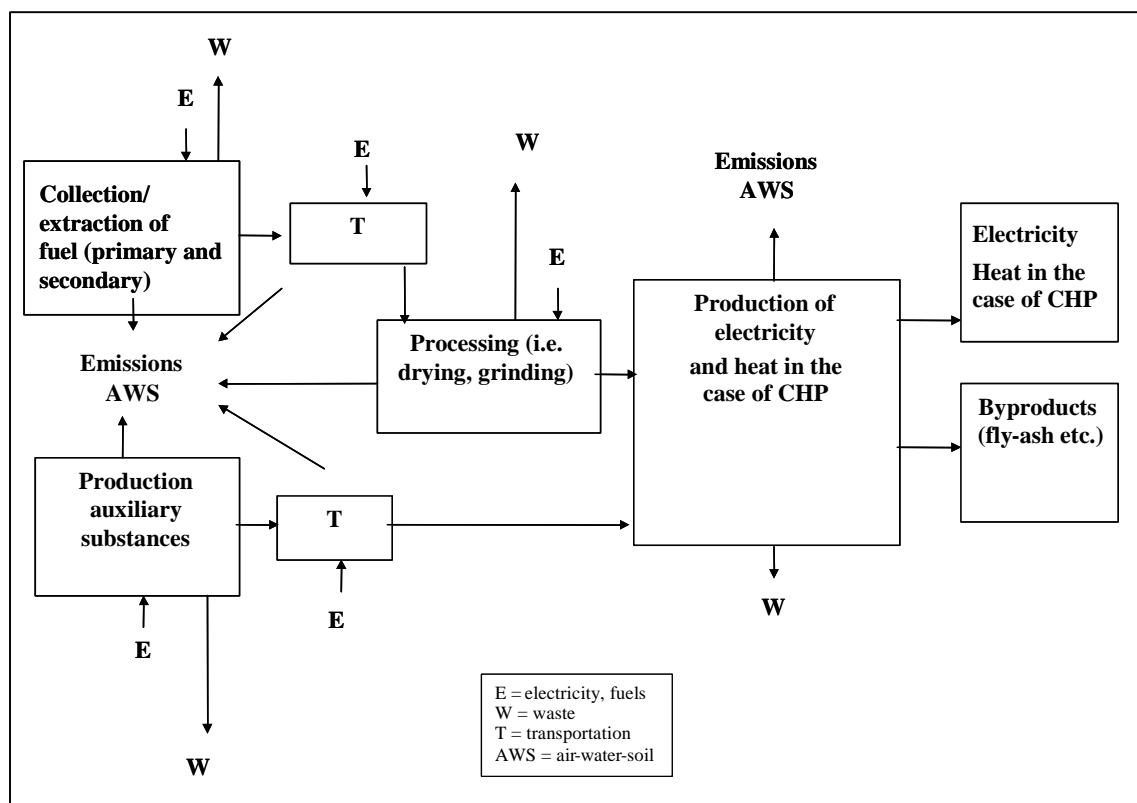 W
E
Collection/
extraction of
fuel (primary and
secondary)
E
T
W
E
Processing (i.e.
drying, grinding)
Emissions
AWS
Emissions
AWS
Production of
electricity
and heat in the
case of CHP
Electricity
Heat in the
case of CHP
Byproducts
(fly-ash etc.)
Production
auxiliary
substances
T
E
E
W
W
E = electricity, fuels
W = waste
T = transportation
AWS = air-water-soil